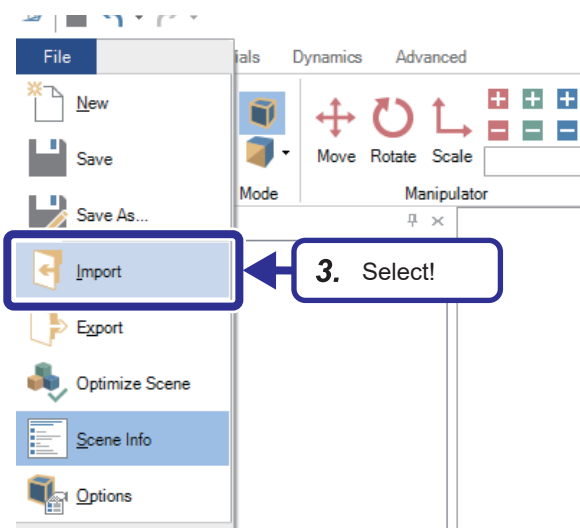 File
ials
Dynamics
Advanced
New
Save
Save As...
Import
Export
Optimize Scene
Scene Info
Options
Move
Rotate
Scale
Mode
Manipulator
3. Select!